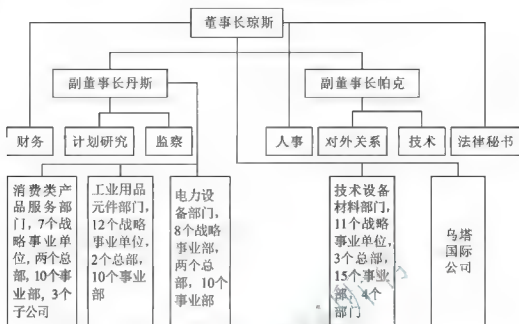 董事长琼斯
副董事长丹斯
副董事长帕克
财务
计划研究
监察
人事
对外关系
技术
法律秘书
消费类产
品服务部
门,7个战
略事业单
位,两个总
部,10个事
业部,3个
子公司
工业用品
元件部门,
12个战略
事业单位,
2个总部,
10个事业
部
电力设
备部门,
8个战略
事业部,
两个总
部,10个
事业部
技术设备
材料部门,
11个战略
事业单位,
3个总部,
15个事业
部,4个
部门
乌塔
国际
公司